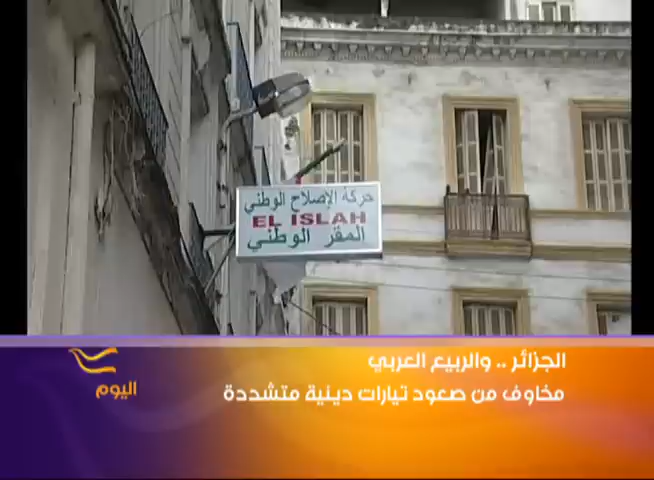 حركة الإصلاح الوطني
EL ISLAH
المقر الوطني
الجزائر .. والربيع العربي
مخاوف من صعود تيارات دينية متشددة
اليوم